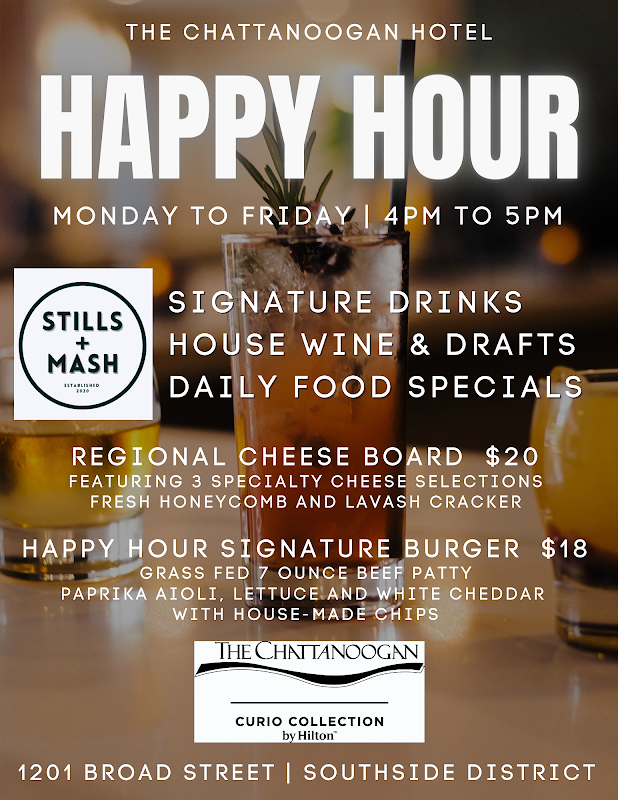 THE CHATTANOOGAN HOTEL
HAPPY HOUR
MONDAY TO FRIDAY | 4PM TO 5PM
STILLS
+
MASH
ESTABLISHED
2020
SIGNATURE DRINKS
HOUSE WINE & DRAFTS
DAILY FOOD SPECIALS
REGIONAL CHEESE BOARD $20
FEATURING 3 SPECIALTY CHEESE SELECTIONS
FRESH HONEYCOMB AND LAVASH CRACKER
HAPPY HOUR SIGNATURE BURGER $18
GRASS FED 7 OUNCE BEEF PATTY
PAPRIKA AIOLI, LETTUCE AND WHITE CHEDDAR
WITH HOUSE-MADE CHIPS
THE CHATTANOOGAN
CURIO COLLECTION
by Hilton™
1201 BROAD STREET | SOUTHSIDE DISTRICT